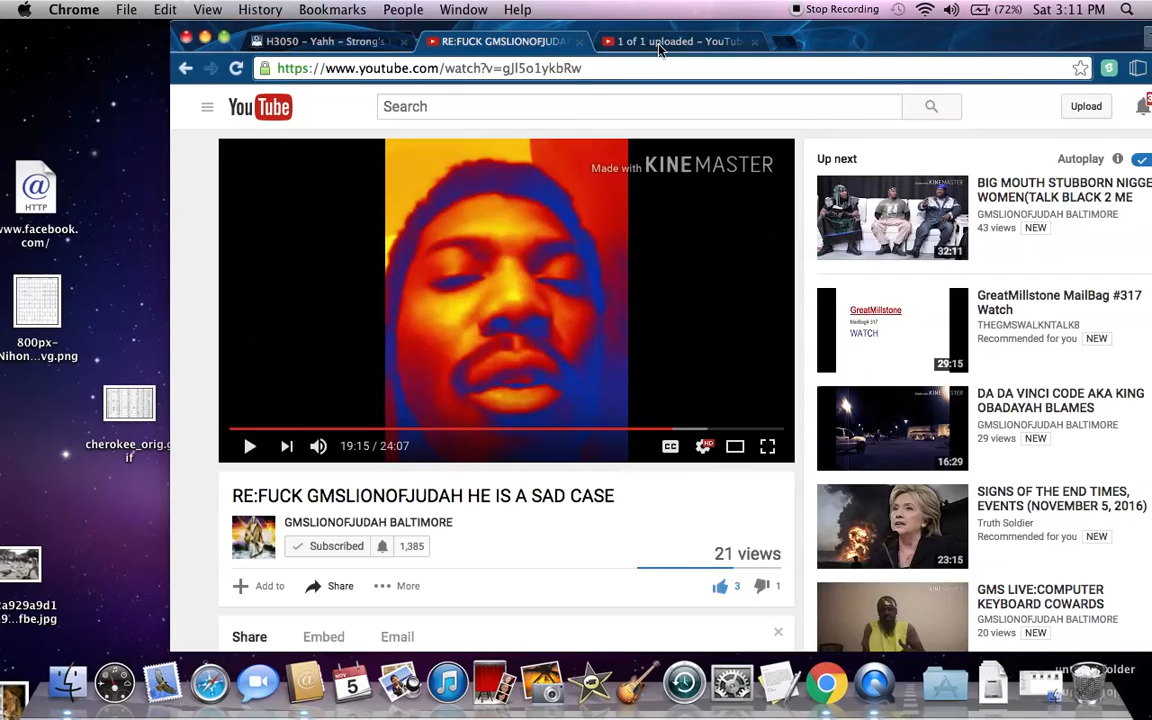 Chrome File Edit View History Bookmarks People Window Help Stop Recording (72%) Sat 3:11 PM
H3050 - Yahh - Strong's RE:FUCK GMSLIONOFJUDA 1 of 1 uploaded - YouTub
https://www.youtube.com/watch?v=gJl5o1ykbRw
YouTube Search Upload
Made with KINEMASTER
19:15 / 24:07 CC HD
RE:FUCK GMSLIONOFJUDAH HE IS A SAD CASE
GMSLIONOFJUDAH BALTIMORE
Subscribed 1,385
21 views
Add to Share More 3 1
Share Embed Email
Up next Autoplay
BIG MOUTH STUBBORN NIGGE
WOMEN(TALK BLACK 2 ME
GMSLIONOFJUDAH BALTIMORE
43 views NEW
32:11
GreatMillstone MailBag #317
Watch
THEGMSWALKNTALK8
Recommended for you NEW
GreatMillstone
MailBag# 317
WATCH
29:15
DA DA VINCI CODE AKA KING
OBADAYAH BLAMES
GMSLIONOFJUDAH BALTIMORE
29 views NEW
16:29
SIGNS OF THE END TIMES,
EVENTS (NOVEMBER 5, 2016)
Truth Soldier
Recommended for you NEW
23:15
GMS LIVE:COMPUTER
KEYBOARD COWARDS
GMSLIONOFJUDAH BALTIMORE
20 views NEW
@
HTTP
www.facebook.
com/
800px-
Nihon...vg.png
cherokee_orig.g
if
a929a9d1
9...fbe.jpg
NOV
5